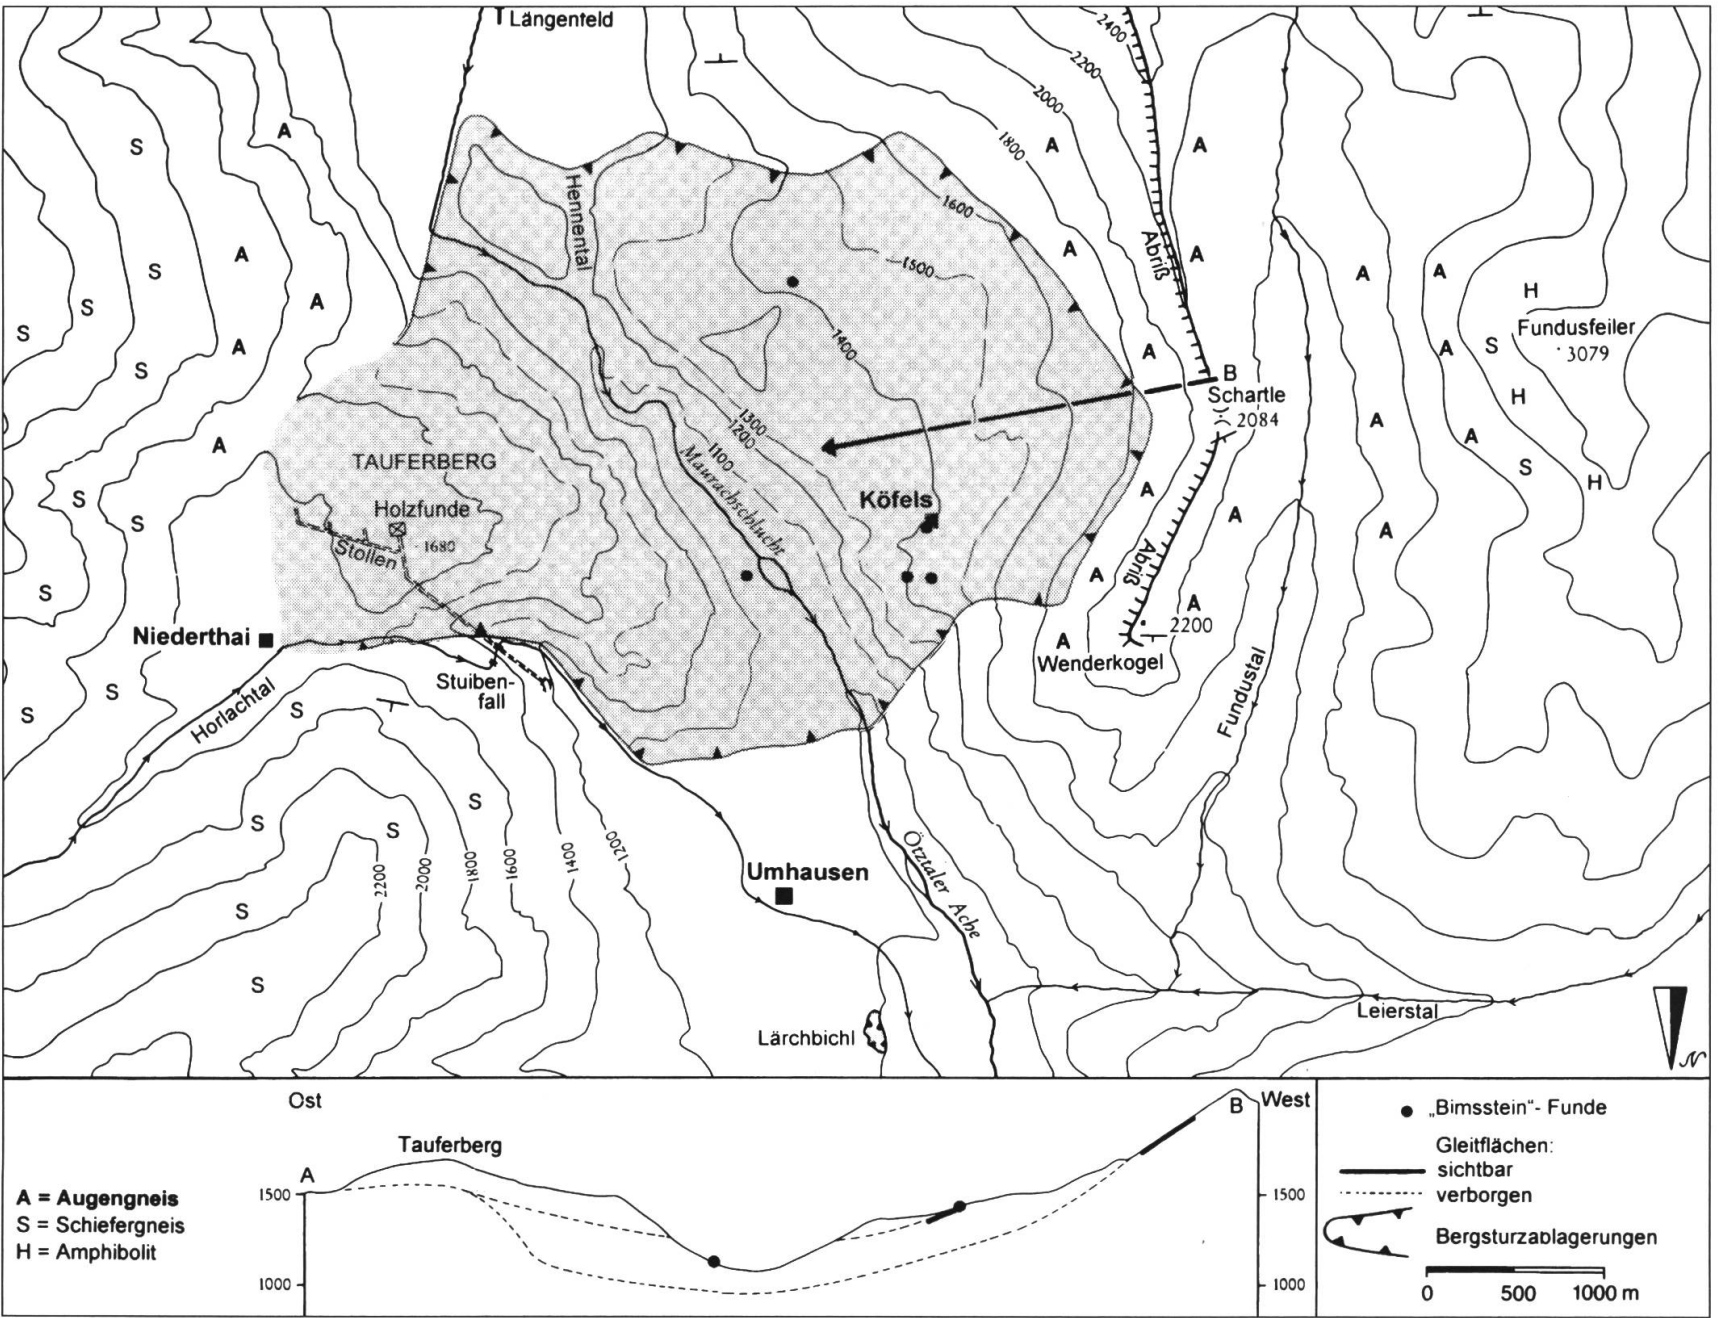 Längenfeld
2400
2200
2000
1800
A
S
A
A
A
Hennental
1600
Abriß
A
A
S
A
A
1500
A
A
H
S
A
Fundusfeiler
3079
S
A
1400
A
A
S
S
B
Schartle
2084
H
A
1300
1200
1100
A
A
S
H
TAUFERBERG
Maurachschlucht
Köfels
A
S
S
Holzfunde
1680
Stollen
A
A
Abriß
A
S
A
2200
Niederthai
A
Wenderkogel
Stuiben-
fall
S
S
S
Horlachtal
Fundustal
S
S
S
2200
2000
1800
1600
1400
1200
Umhausen
Ötztaler Ache
S
S
Lärchbichl
Leierstal
N
Ost
B
West
Tauferberg
A
1500
1000
1500
1000
A = Augengneis
S = Schiefergneis
H = Amphibolit
„Bimsstein“- Funde
Gleitflächen:
sichtbar
verborgen
Bergsturzablagerungen
0 500 1000 m